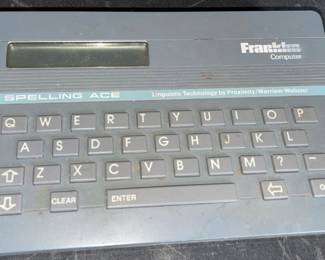 Franklin
Computer
SPELLING ACE Linguistic Technology by Proximity/Merriam-Webster
Q W E R T Y U I O P
A S D F G H J K L
Z X C V B N M ? -
CLEAR ENTER